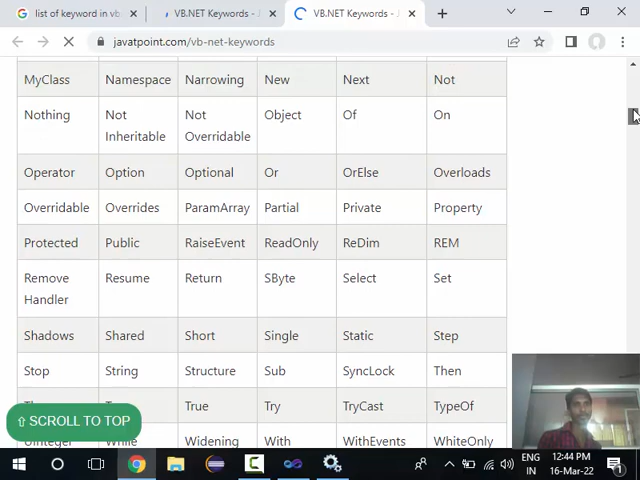 list of keyword in vb
VB.NET Keywords - J
VB.NET Keywords - J
javatpoint.com/vb-net-keywords
MyClass Namespace Narrowing New Next Not
Nothing Not Inheritable Not Overridable Object Of On
Operator Option Optional Or OrElse Overloads
Overridable Overrides ParamArray Partial Private Property
Protected Public RaiseEvent ReadOnly ReDim REM
Remove Handler Resume Return SByte Select Set
Shadows Shared Short Single Static Step
Stop String Structure Sub SyncLock Then
True Try TryCast TypeOf
⇧ SCROLL TO TOP
UInteger While Widening With WithEvents WhiteOnly
ENG
IN
12:44 PM
16-Mar-22
1